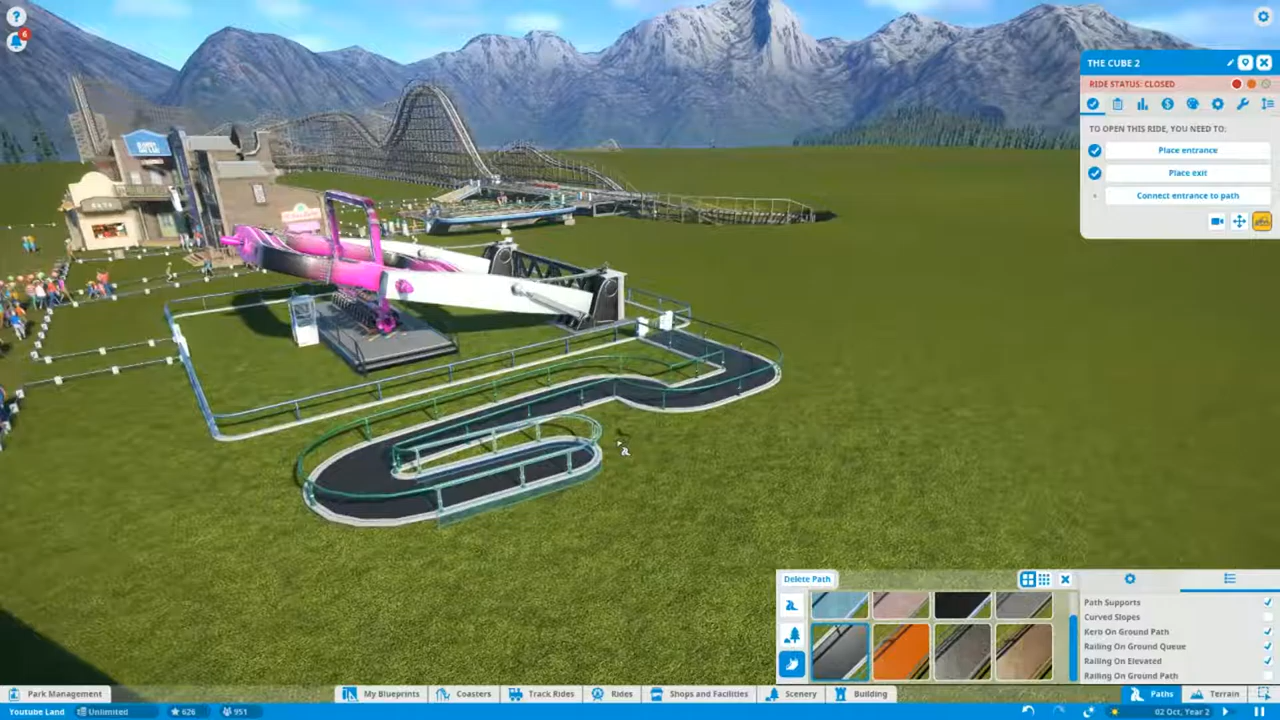 ?
6
THE CUBE 2
RIDE STATUS: CLOSED
TO OPEN THIS RIDE, YOU NEED TO:
Place entrance
Place exit
Connect entrance to path
Delete Path
Path Supports
Curved Slopes
Kerb On Ground Path
Railing On Ground Queue
Railing On Elevated
Railing On Ground Path
Park Management
My Blueprints
Coasters
Track Rides
Rides
Shops and Facilities
Scenery
Building
Paths
Terrain
Youtube Land
Unlimited
626
951
02 Oct, Year 2